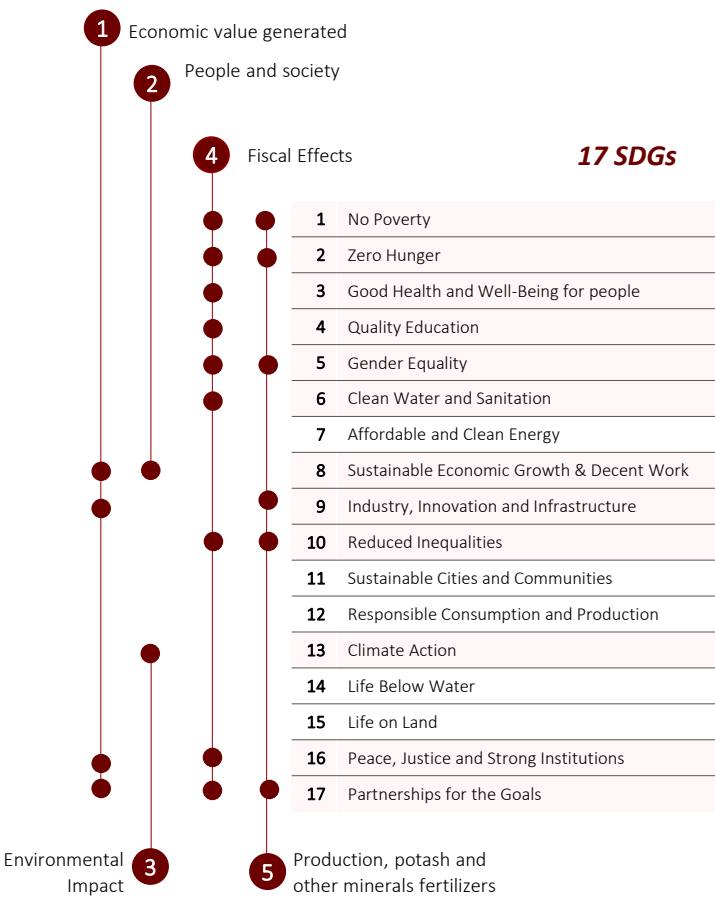 1 Economic value generated
2 People and society
4 Fiscal Effects
17 SDGs
1 No Poverty
2 Zero Hunger
3 Good Health and Well-Being for people
4 Quality Education
5 Gender Equality
6 Clean Water and Sanitation
7 Affordable and Clean Energy
8 Sustainable Economic Growth & Decent Work
9 Industry, Innovation and Infrastructure
10 Reduced Inequalities
11 Sustainable Cities and Communities
12 Responsible Consumption and Production
13 Climate Action
14 Life Below Water
15 Life on Land
16 Peace, Justice and Strong Institutions
17 Partnerships for the Goals
Environmental
Impact
3
5
Production, potash and
other minerals fertilizers